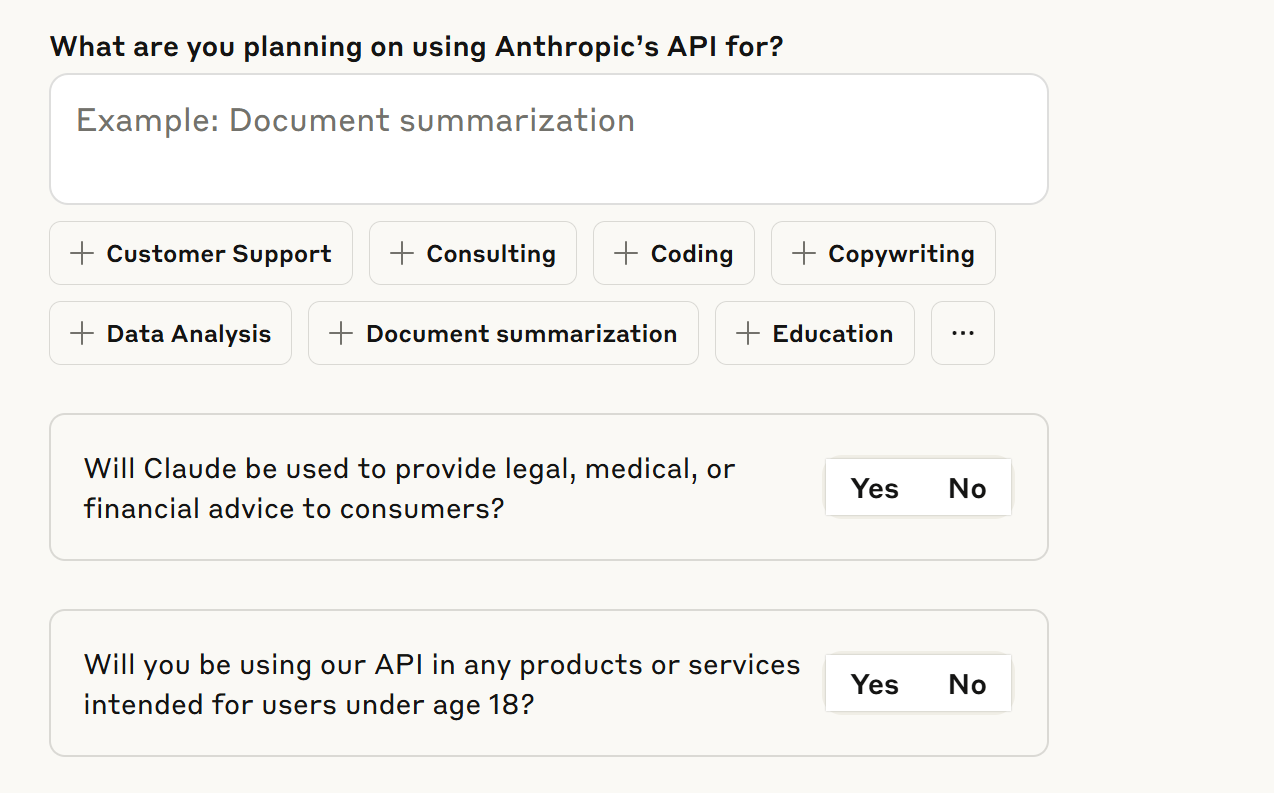 What are you planning on using Anthropic’s API for?
Example: Document summarization
+ Customer Support
+ Consulting
+ Coding
+ Copywriting
+ Data Analysis
+ Document summarization
+ Education
...
Will Claude be used to provide legal, medical, or
financial advice to consumers?
Yes No
Will you be using our API in any products or services
intended for users under age 18?
Yes No